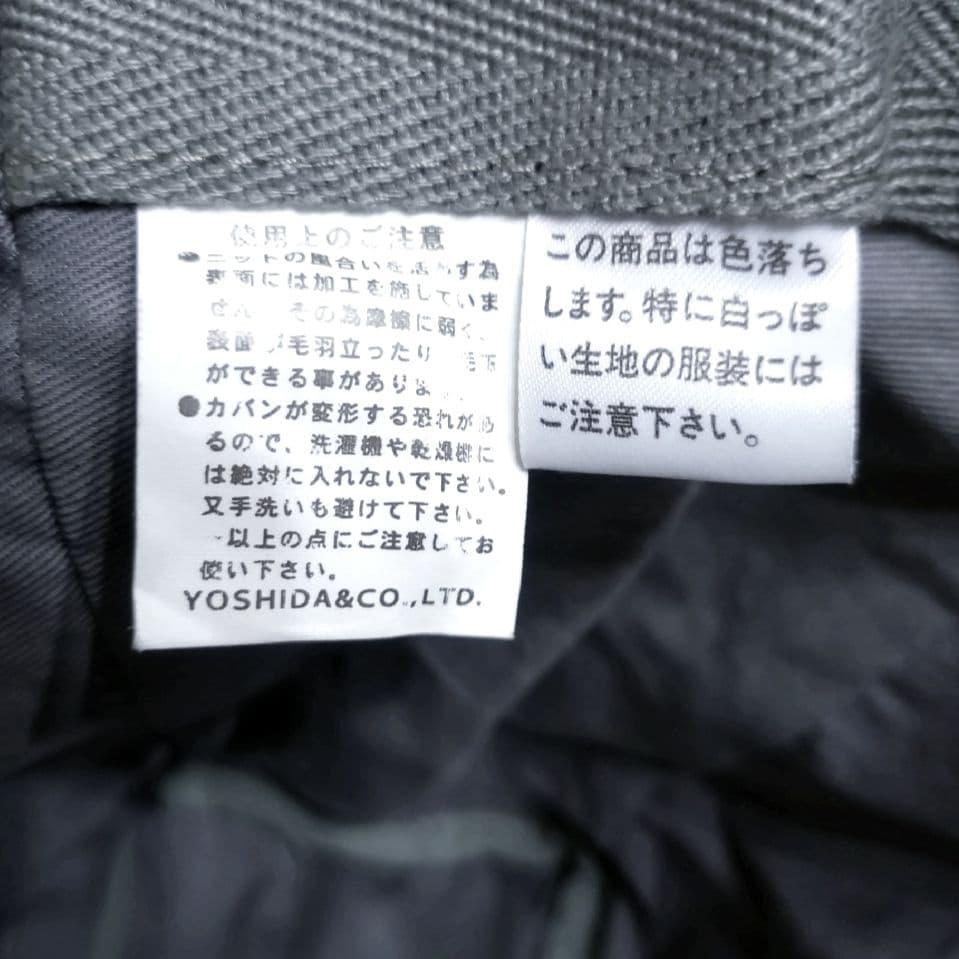 使用上のご注意
ニットの風合いを活かす為
表面には加工を施していま
せん。その為摩擦に弱く、
表面が毛羽立ったり
ができる事があり
●カバンが変形する恐れがあ
るので、洗濯機や乾燥機に
は絶対に入れないで下さい。
又手洗いも避けて下さい。
以上の点にご注意してお
使い下さい。
YOSHIDA&CO.,LTD.
この商品は色落ち
します。特に白っぽ
い生地の服装には
ご注意下さい。